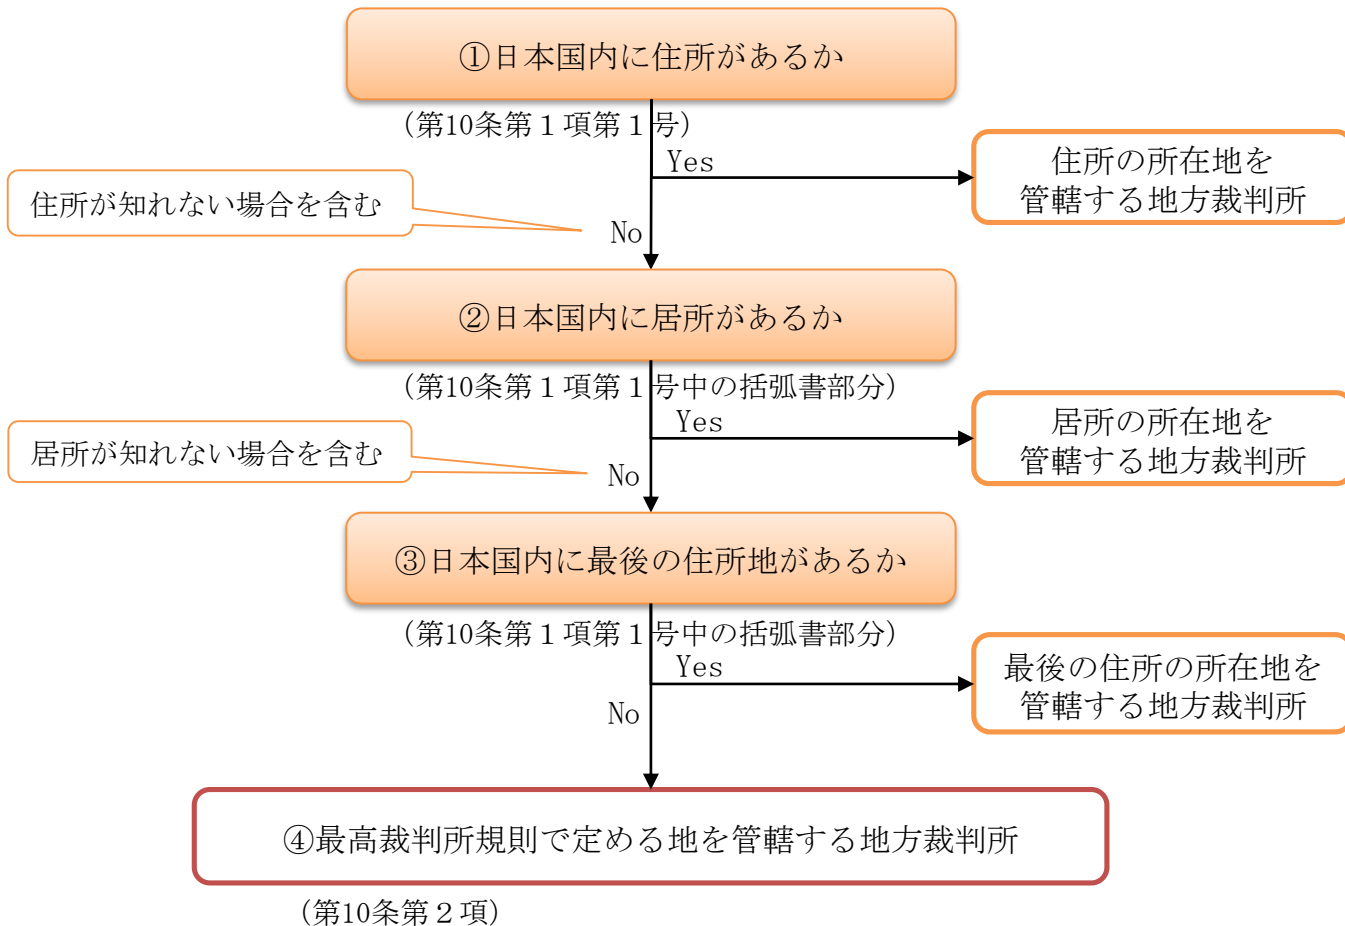 ①日本国内に住所があるか
（第10条第１項第１号）
Yes
住所の所在地を
管轄する地方裁判所
住所が知れない場合を含む
No
②日本国内に居所があるか
（第10条第１項第１号中の括弧書部分）
Yes
居所の所在地を
管轄する地方裁判所
居所が知れない場合を含む
No
③日本国内に最後の住所地があるか
（第10条第１項第１号中の括弧書部分）
Yes
最後の住所の所在地を
管轄する地方裁判所
No
④最高裁判所規則で定める地を管轄する地方裁判所
（第10条第２項）